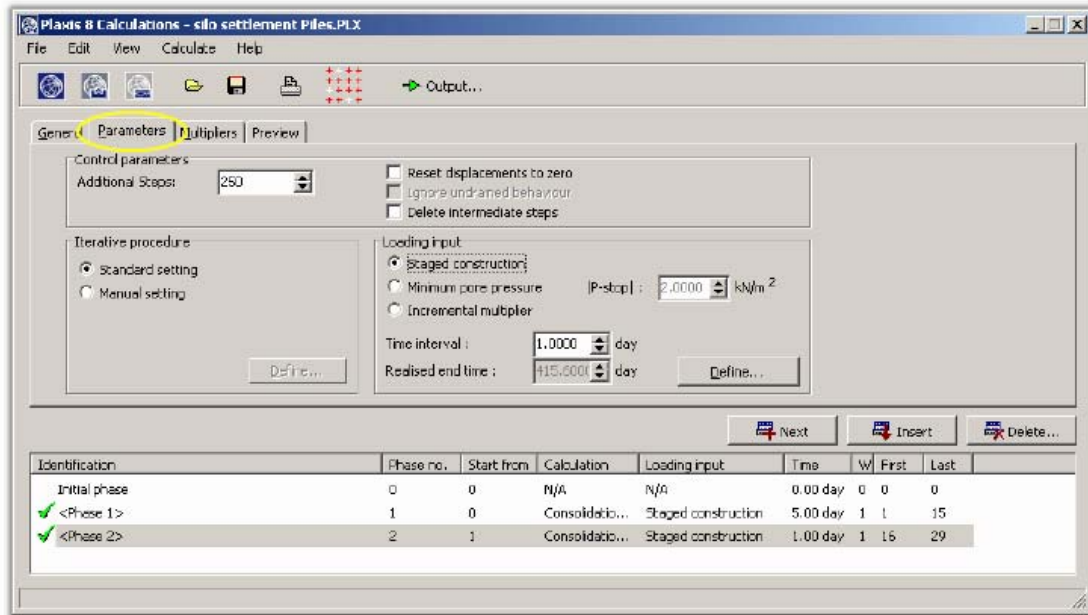 Plaxis 8 Calculations - silo settlement Piles.PLX
File Edit View Calculate Help
Output...
General Parameters Multipliers Preview
Control parameters
Additional Steps: 250
Reset displacements to zero
Ignore undrained behaviour
Delete intermediate steps
Iterative procedure
Standard setting
Manual setting
Define...
Loading input
Staged construction
Minimum pore pressure |P-stop| : 2.0000 kN/m 2
Incremental multiplier
Time interval : 1.0000 day
Realised end time : 415.6000 day Define...
Next Insert Delete...
Identification Phase no. Start from Calculation Loading input Time W First Last
Initial phase 0 0 N/A N/A 0.00 day 0 0 0
<Phase 1> 1 0 Consolidatio... Staged construction 5.00 day 1 1 15
<Phase 2> 2 1 Consolidatio... Staged construction 1.00 day 1 16 29